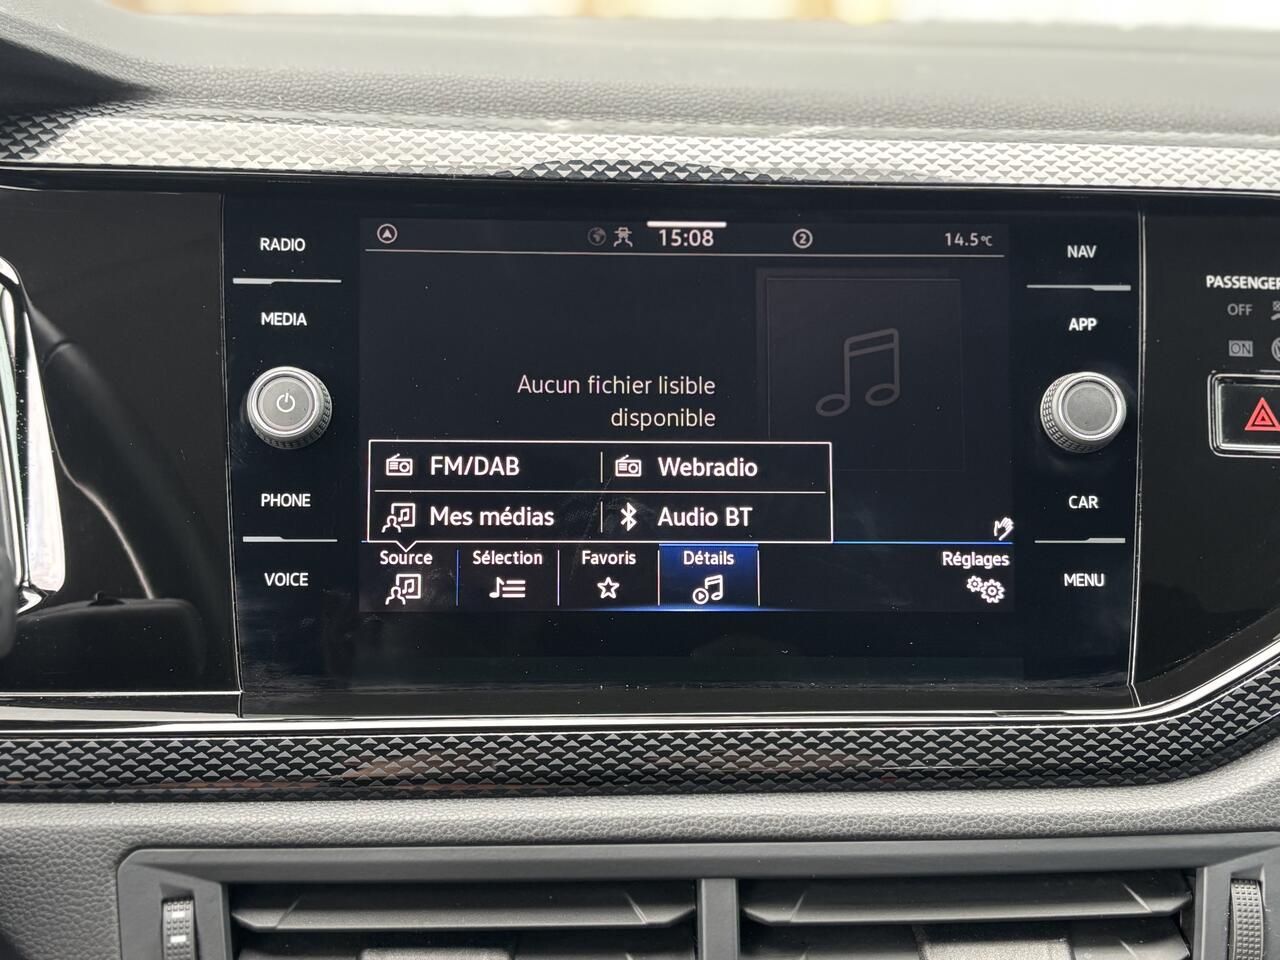 RADIO
MEDIA
PHONE
VOICE
15:08
2
14.5°C
Aucun fichier lisible
disponible
FM/DAB
Webradio
Mes médias
Audio BT
Source
Sélection
Favoris
Détails
Réglages
NAV
APP
CAR
MENU
PASSENGER
OFF
ON